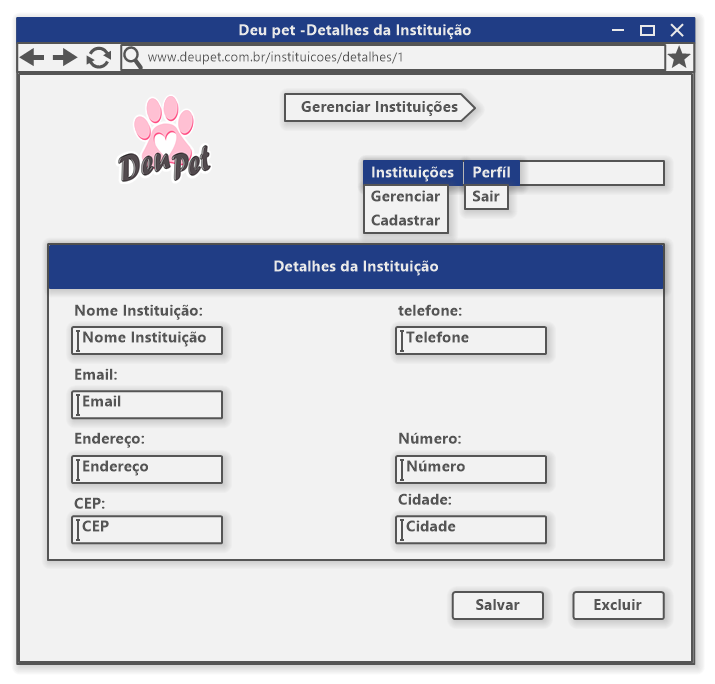 Deu pet -Detalhes da Instituição
www.deupet.com.br/instituicoes/detalhes/1
Gerenciar Instituições
Deu Pet
Instituições Perfíl
Gerenciar Sair
Cadastrar
Detalhes da Instituição
Nome Instituição: telefone:
Nome Instituição Telefone
Email:
Email
Endereço: Número:
Endereço Número
CEP: Cidade:
CEP Cidade
Salvar Excluir